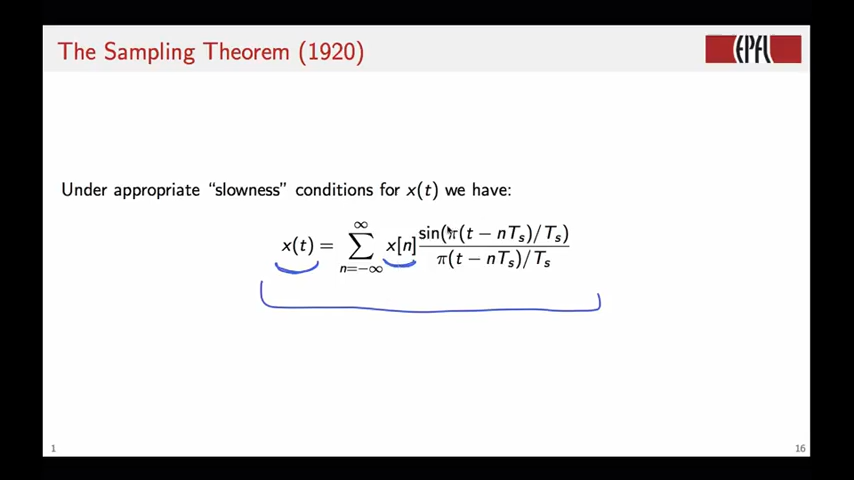 The Sampling Theorem (1920)
EPFL
Under appropriate “slowness” conditions for x(t) we have:
x(t) = ∑_{n=−∞}^{∞} x[n] sin(π(t − nT_s)/T_s) / π(t − nT_s)/T_s
1 16